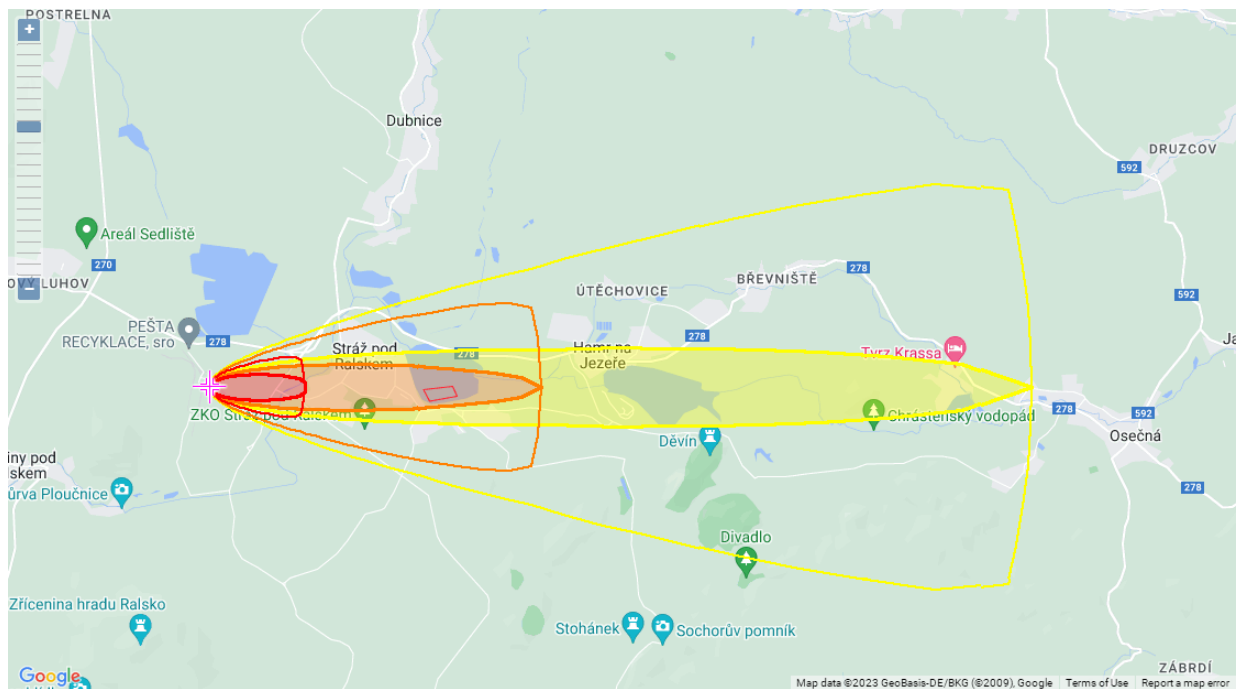 POSTRELNA
Dubnice
DRUZCOV
592
Areál Sedliště
270
OVÝ LUHOV
BŘEVNIŠTĚ
278
ÚTĚCHOVICE
592
PEŠTA
RECYKLACE, sro
278
Stráž pod
Ralskem
278
Hamr na
Jezeře
278
Tvrz Krassa
Ja
ZKO Stráž pod Ralskem
Chrástenský vodopád
278
592
Děvín
Osečná
iny pod
lskem
ůrva Ploučnice
278
Divadlo
Zřícenina hradu Ralsko
Stohánek
Sochorův pomník
ZÁBRDÍ
Google
Map data ©2023 GeoBasis-DE/BKG (©2009), Google
Terms of Use
Report a map error